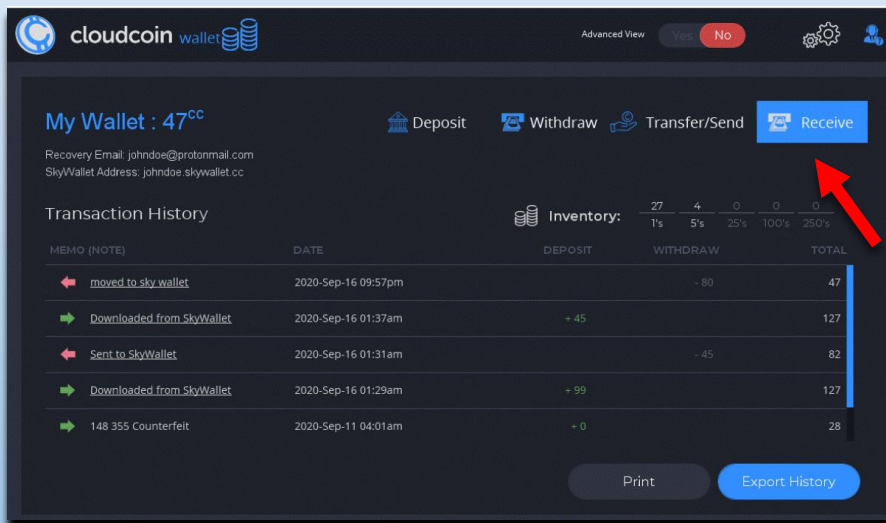 cloudcoin wallet
Advanced View Yes No
My Wallet : 47cc
Deposit Withdraw Transfer/Send Receive
Recovery Email: johndoe@protonmail.com
SkyWallet Address: johndoe.skywallet.cc
Transaction History
Inventory: 27 4 0 0 0
1's 5's 25's 100's 250's
MEMO (NOTE) DATE DEPOSIT WITHDRAW TOTAL
moved to sky wallet 2020-Sep-16 09:57pm - 80 47
Downloaded from SkyWallet 2020-Sep-16 01:37am + 45 127
Sent to SkyWallet 2020-Sep-16 01:31am - 45 82
Downloaded from SkyWallet 2020-Sep-16 01:29am + 99 127
148 355 Counterfeit 2020-Sep-11 04:01am + 0 28
Print Export History